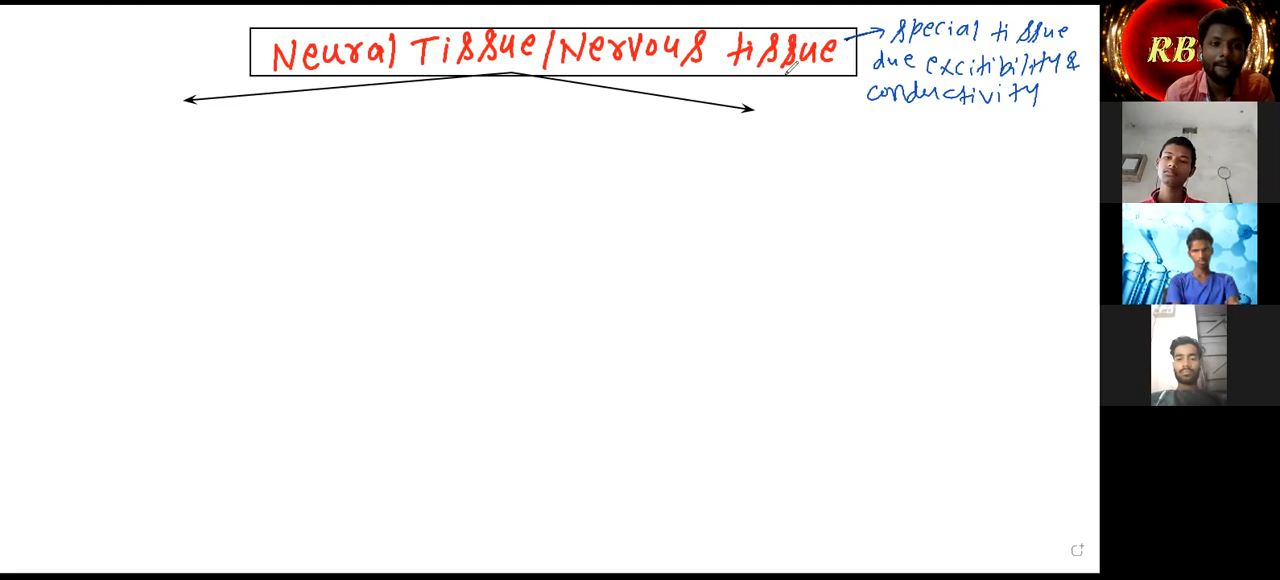 Neural Tissue/Nervous tissue
→ special tissue
due excitibility &
conductivity
RB